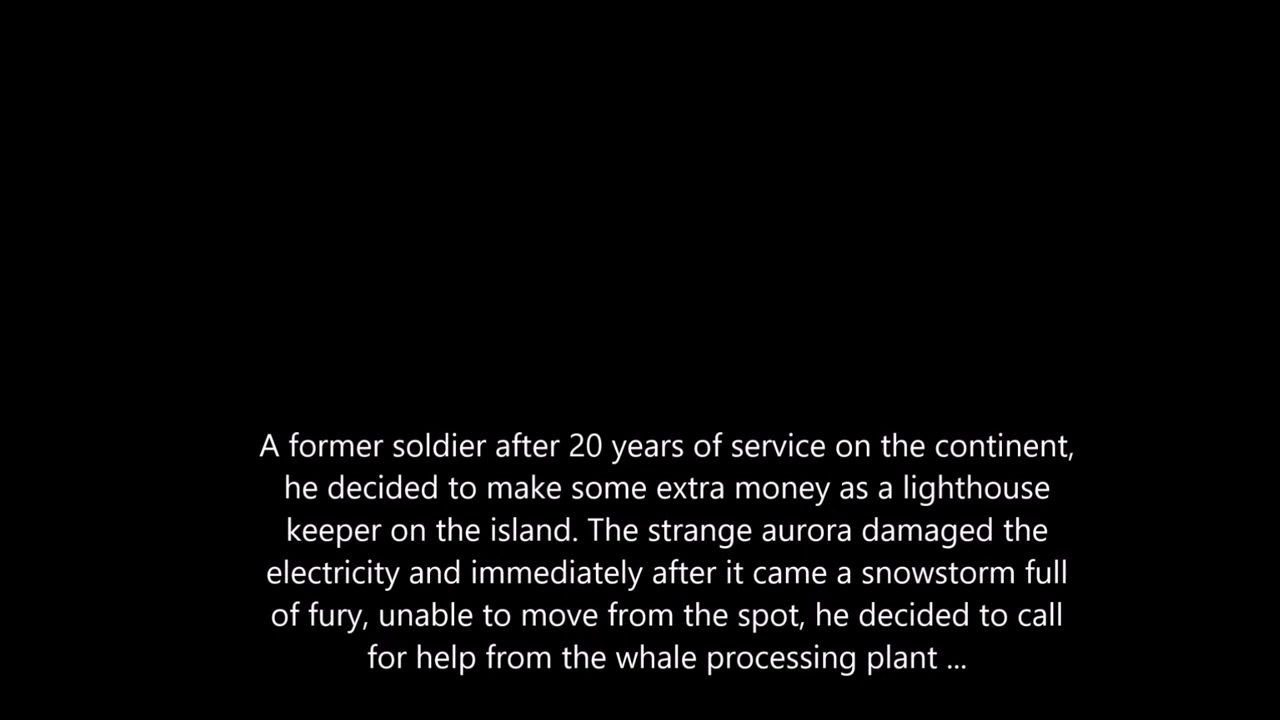 A former soldier after 20 years of service on the continent,
he decided to make some extra money as a lighthouse
keeper on the island. The strange aurora damaged the
electricity and immediately after it came a snowstorm full
of fury, unable to move from the spot, he decided to call
for help from the whale processing plant ...